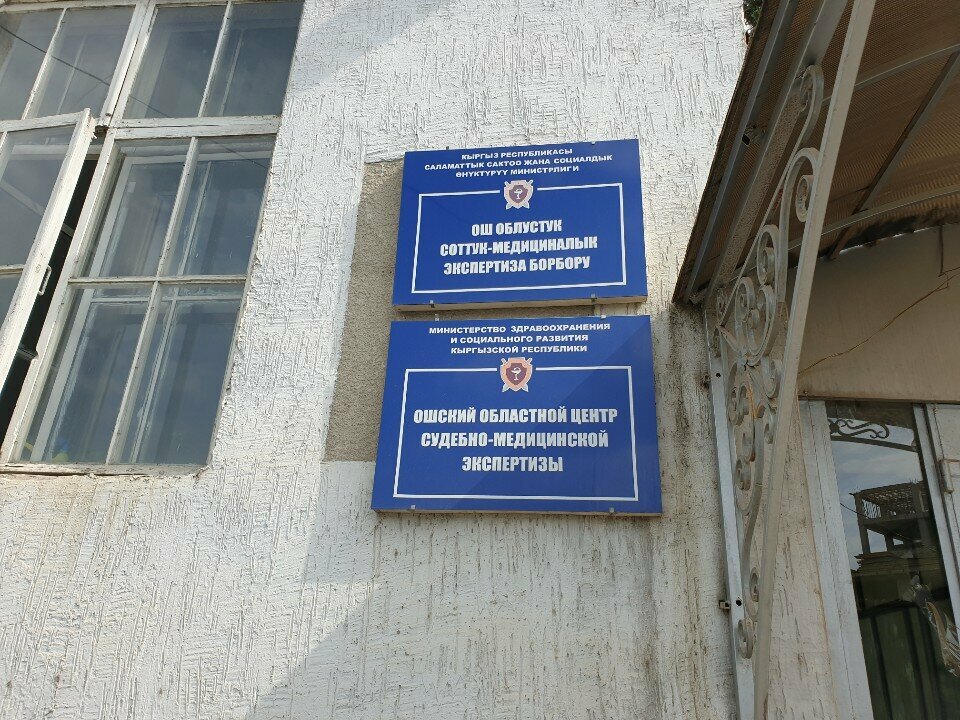 КЫРГЫЗ РЕСПУБЛИКАСЫ
САЛАМАТТЫК САКТОО ЖАНА СОЦИАЛДЫК
ӨНҮКТҮРҮҮ МИНИСТРЛИГИ
ОШ ОБЛУСТУК
СОТТУК-МЕДИЦИНАЛЫК
ЭКСПЕРТИЗА БОРБОРУ
МИНИСТЕРСТВО ЗДРАВООХРАНЕНИЯ
И СОЦИАЛЬНОГО РАЗВИТИЯ
КЫРГЫЗСКОЙ РЕСПУБЛИКИ
ОШСКИЙ ОБЛАСТНОЙ ЦЕНТР
СУДЕБНО-МЕДИЦИНСКОЙ
ЭКСПЕРТИЗЫ